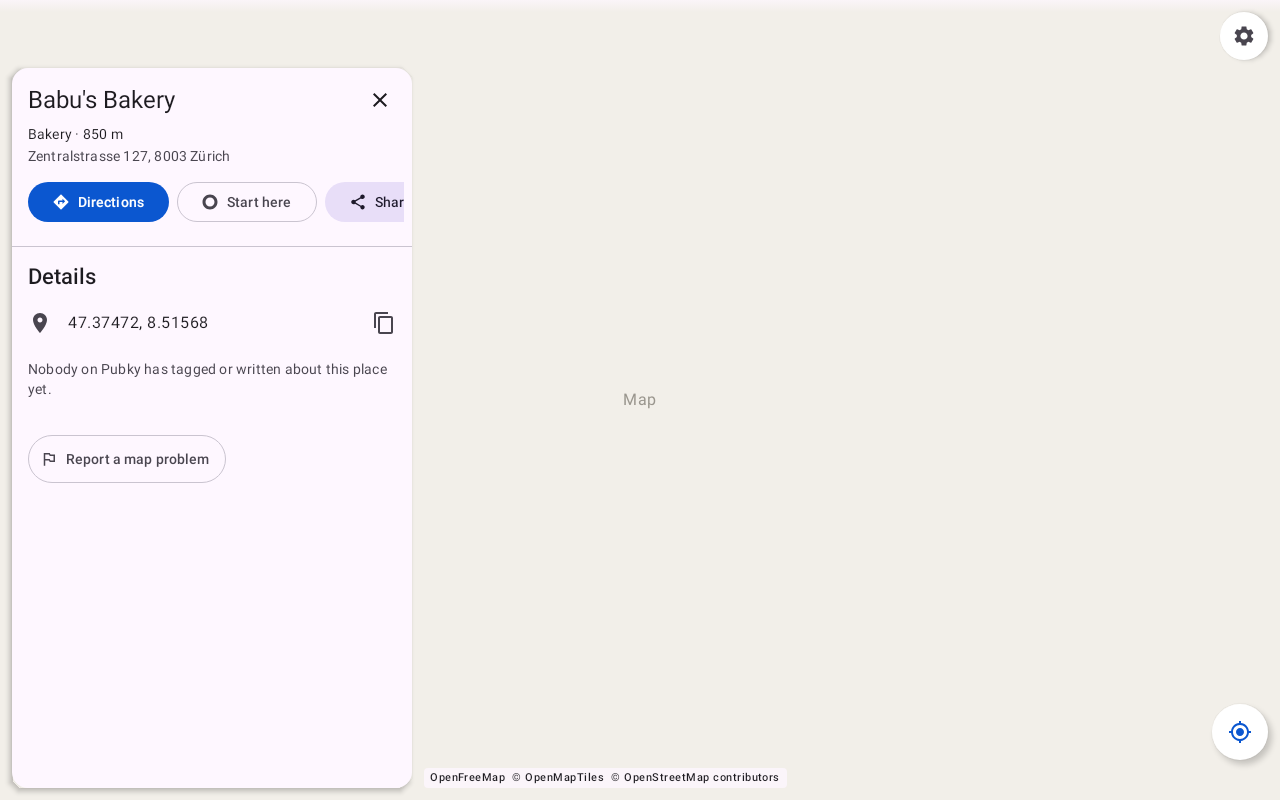 Babu's Bakery
Bakery · 850 m
Zentralstrasse 127, 8003 Zürich
Directions
Start here
Shar
Details
47.37472, 8.51568
Nobody on Pubky has tagged or written about this place
yet.
Report a map problem
Map
OpenFreeMap © OpenMapTiles © OpenStreetMap contributors